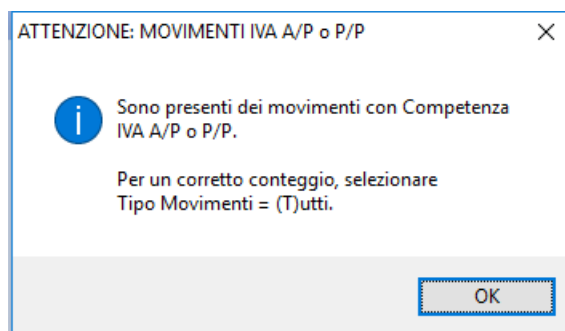 ATTENZIONE: MOVIMENTI IVA A/P o P/P
Sono presenti dei movimenti con Competenza
IVA A/P o P/P.
Per un corretto conteggio, selezionare
Tipo Movimenti = (T)utti.
OK